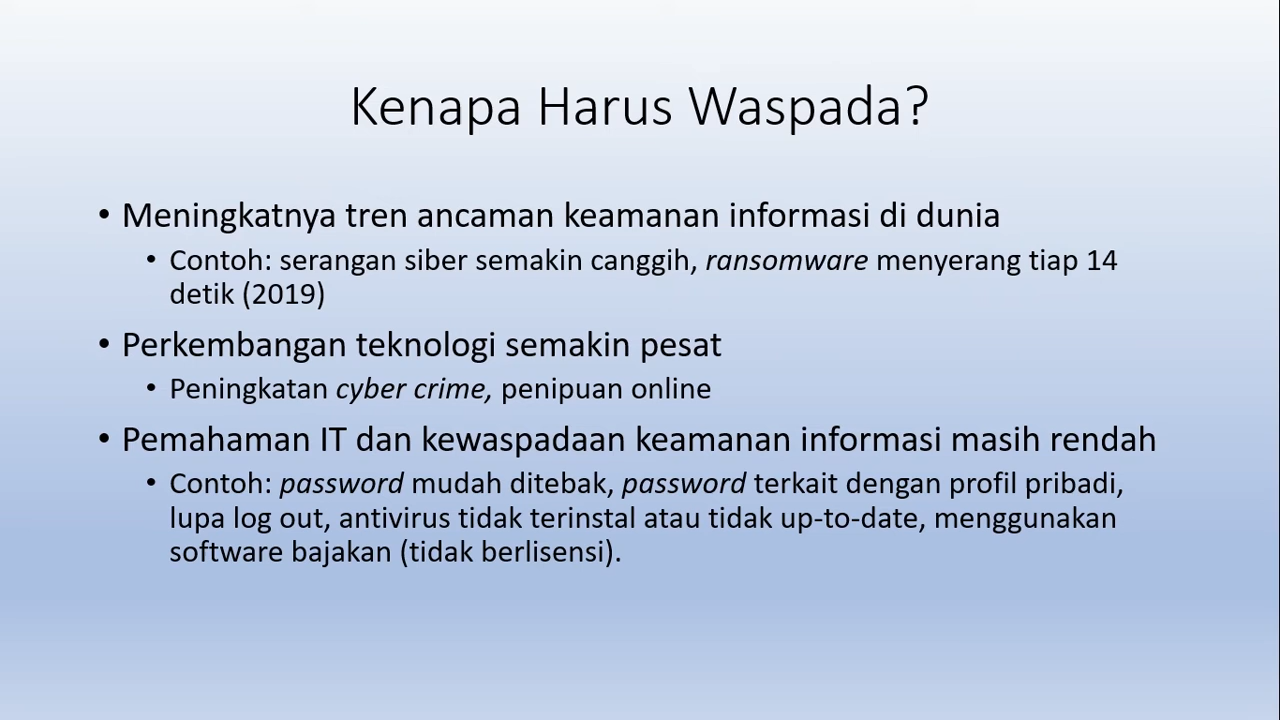 Kenapa Harus Waspada?
• Meningkatnya tren ancaman keamanan informasi di dunia
• Contoh: serangan siber semakin canggih, ransomware menyerang tiap 14
detik (2019)
• Perkembangan teknologi semakin pesat
• Peningkatan cyber crime, penipuan online
• Pemahaman IT dan kewaspadaan keamanan informasi masih rendah
• Contoh: password mudah ditebak, password terkait dengan profil pribadi,
lupa log out, antivirus tidak terinstal atau tidak up-to-date, menggunakan
software bajakan (tidak berlisensi).